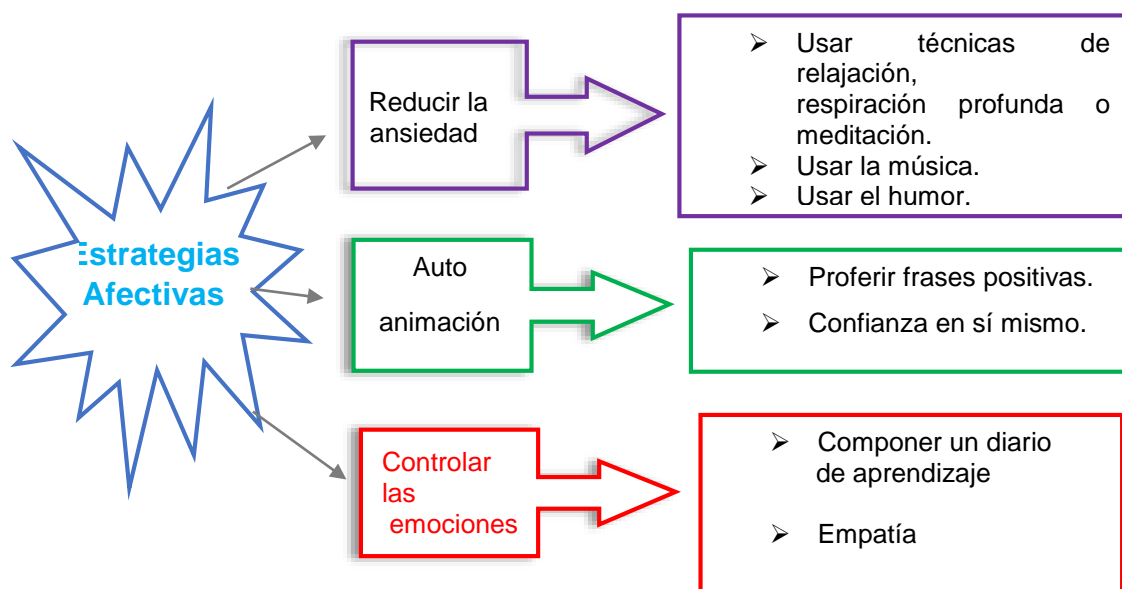 Estrategias
Afectivas
Reducir la
ansiedad
➢ Usar técnicas de
relajación,
respiración profunda o
meditación.
➢ Usar la música.
➢ Usar el humor.
Auto
animación
➢ Proferir frases positivas.
➢ Confianza en sí mismo.
Controlar
las
emociones
➢ Componer un diario
de aprendizaje
➢ Empatía